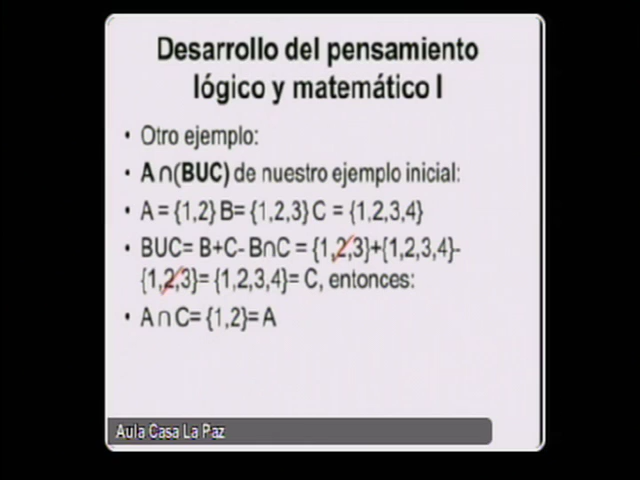 Desarrollo del pensamiento
lógico y matemático I
• Otro ejemplo:
• A∩(BUC) de nuestro ejemplo inicial:
• A = {1,2} B= {1,2,3} C = {1,2,3,4}
• BUC= B+C- B∩C = {1,2,3}+{1,2,3,4}-
{1,2,3}= {1,2,3,4}= C, entonces:
• A ∩ C= {1,2}= A
Aula Casa La Paz